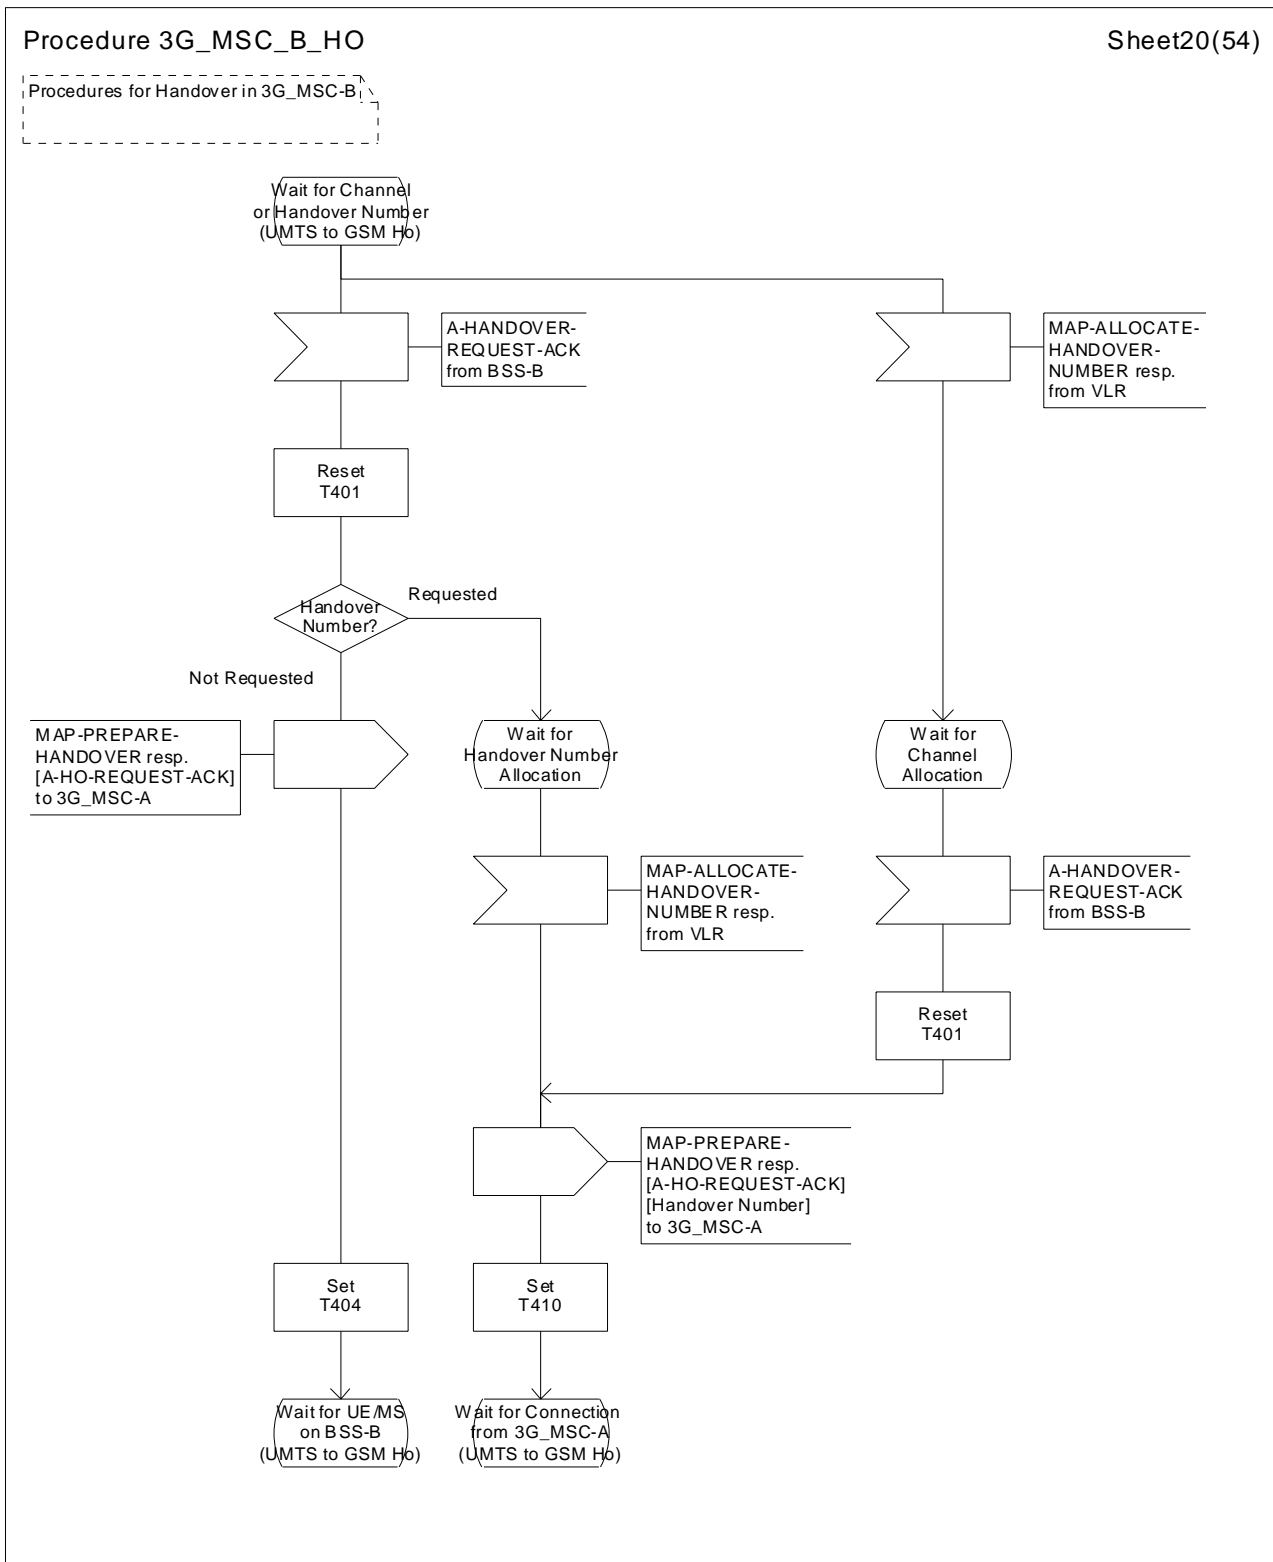 Procedure 3G_MSC_B_HO
Sheet20(54)
Procedures for Handover in 3G_MSC-B
Wait for Channel
or Handover Number
(UMTS to GSM Ho)
A-HANDOVER-
REQUEST-ACK
from BSS-B
MAP-ALLOCATE-
HANDOVER-
NUMBER resp.
from VLR
Reset
T401
Handover
Number?
Requested
Not Requested
MAP-PREPARE-
HANDOVER resp.
[A-HO-REQUEST-ACK]
to 3G_MSC-A
Wait for
Handover Number
Allocation
Wait for
Channel
Allocation
MAP-ALLOCATE-
HANDOVER-
NUMBER resp.
from VLR
A-HANDOVER-
REQUEST-ACK
from BSS-B
Reset
T401
MAP-PREPARE-
HANDOVER resp.
[A-HO-REQUEST-ACK]
[Handover Number]
to 3G_MSC-A
Set
T404
Set
T410
Wait for UE/MS
on BSS-B
(UMTS to GSM Ho)
Wait for Connection
from 3G_MSC-A
(UMTS to GSM Ho)